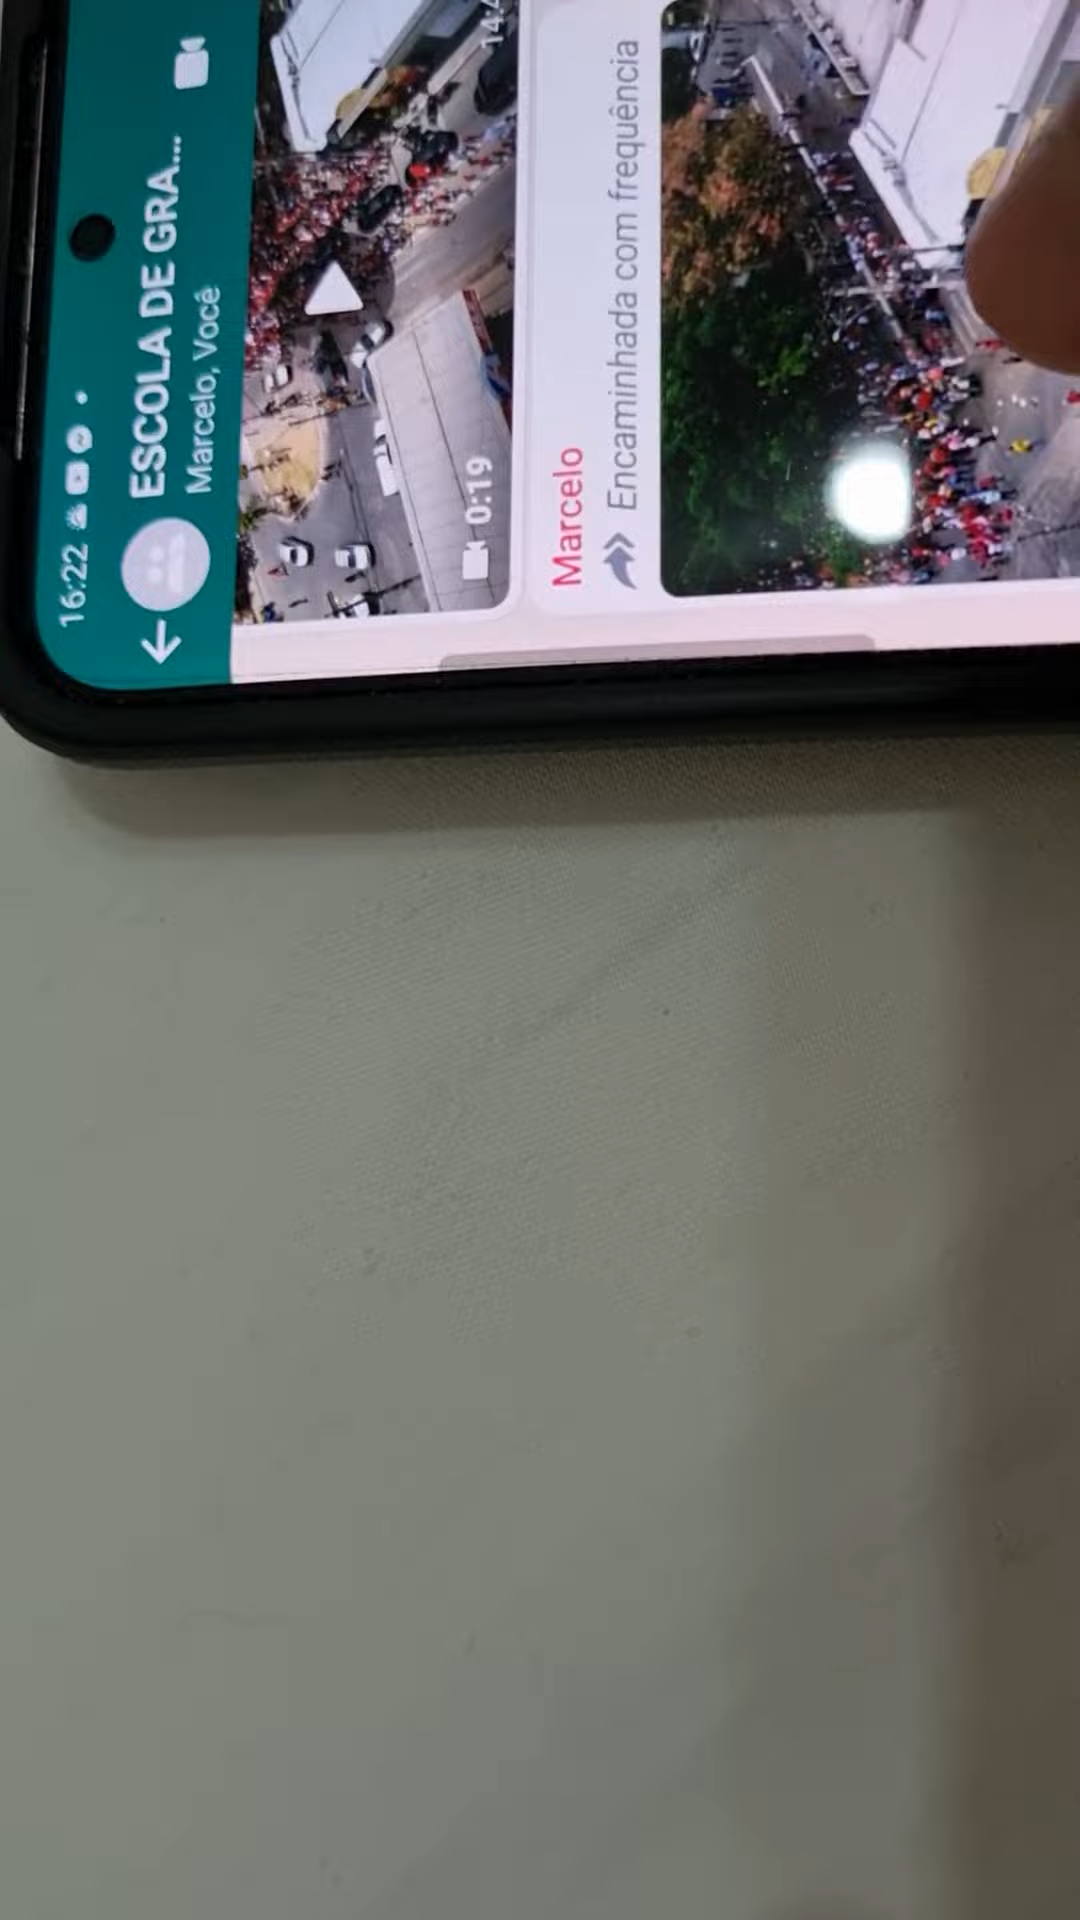 16:22
ESCOLA DE GRA...
Marcelo, Você
0:19
Marcelo
Encaminhada com frequência